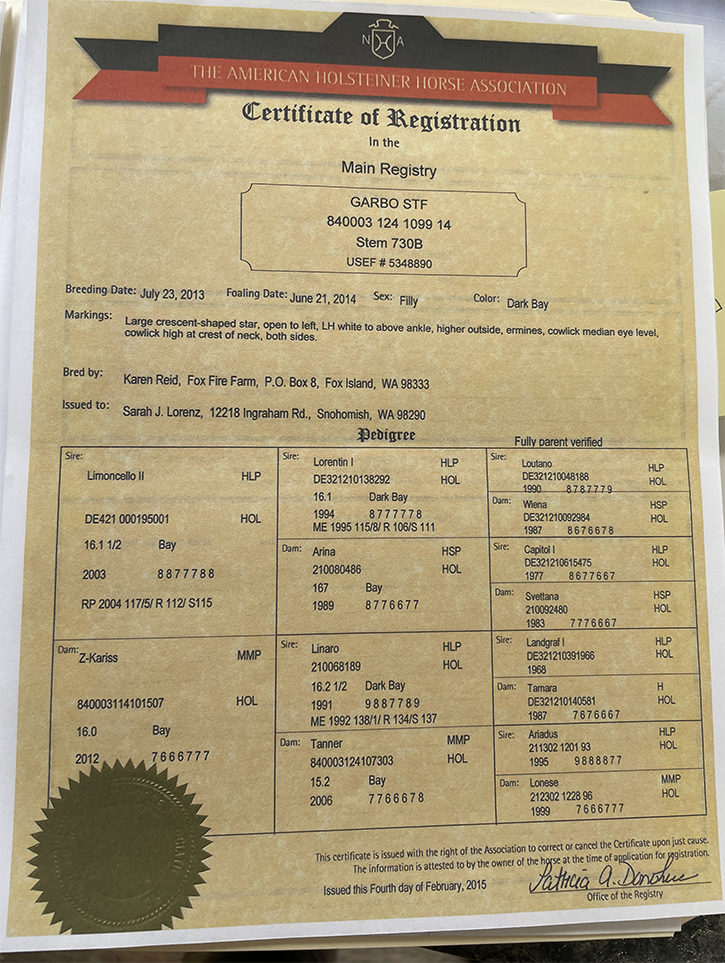 N A
THE AMERICAN HOLSTEINER HORSE ASSOCIATION
Certificate of Registration
In the
Main Registry
GARBO STF
840003 124 1099 14
Stem 730B
USEF # 5348890
Breeding Date: July 23, 2013 Foaling Date: June 21, 2014 Sex: Filly Color: Dark Bay
Markings: Large crescent-shaped star, open to left, LH white to above ankle, higher outside, ermines, cowlick median eye level,
cowlick high at crest of neck, both sides.
Bred by: Karen Reid, Fox Fire Farm, P.O. Box 8, Fox Island, WA 98333
Issued to: Sarah J. Lorenz, 12218 Ingraham Rd., Snohomish, WA 98290
Pedigree
Fully parent verified
Sire:
Limoncello II HLP
DE421 000195001 HOL
16.1 1/2 Bay
2003 8877788
RP 2004 117/5/ R 112/ S115
Dam: Z-Kariss MMP
840003114101507 HOL
16.0 Bay
2012 7666777
Sire: Lorentin I HLP
DE321210138292 HOL
16.1 Dark Bay
1994 8777778
ME 1995 115/8/ R 106/S 111
Dam: Arina HSP
210080486 HOL
167 Bay
1989 8776677
Sire: Linaro HLP
210068189 HOL
16.2 1/2 Dark Bay
1991 9887789
ME 1992 138/1/ R 134/S 137
Dam: Tanner MMP
840003124107303 HOL
15.2 Bay
2006 7766678
Sire: Loutano HLP
DE321210048188 HOL
1990 8787779
Dam: Wiena HSP
DE321210092984 HOL
1987 8676678
Sire: Capitol I HLP
DE321210615475 HOL
1977 8677667
Dam: Svettana HSP
210092480 HOL
1983 7776667
Sire: Landgraf I HLP
DE321210391966 HOL
1968
Dam: Tamara H
DE321210140581 HOL
1987 7676667
Sire: Ariadus HLP
211302 1201 93 HOL
1995 9888877
Dam: Lonese MMP
212302 1228 96 HOL
1999 7666777
This certificate is issued with the right of the Association to correct or cancel the Certificate upon just cause.
The information is attested to by the owner of the horse at the time of application for registration.
Issued this Fourth day of February, 2015
Patricia A. Donohue
Office of the Registry